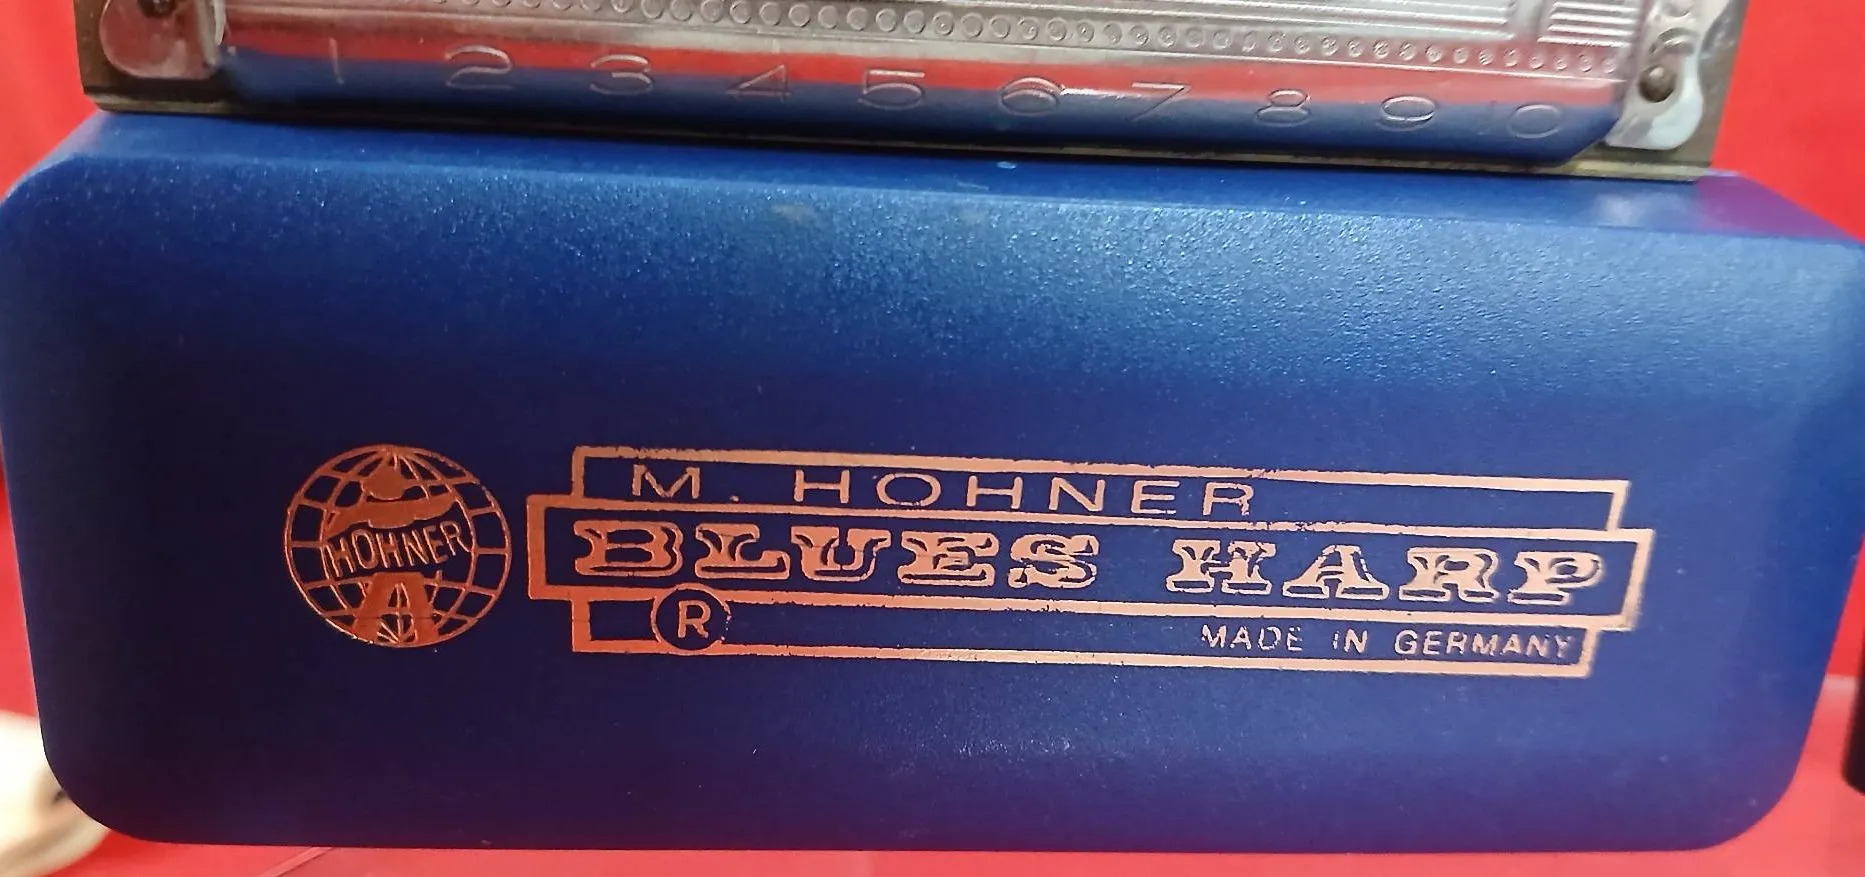 1 2 3 4 5 6 7 8 9 10
HOHNER
M. HOHNER
BLUES HARP
®
MADE IN GERMANY